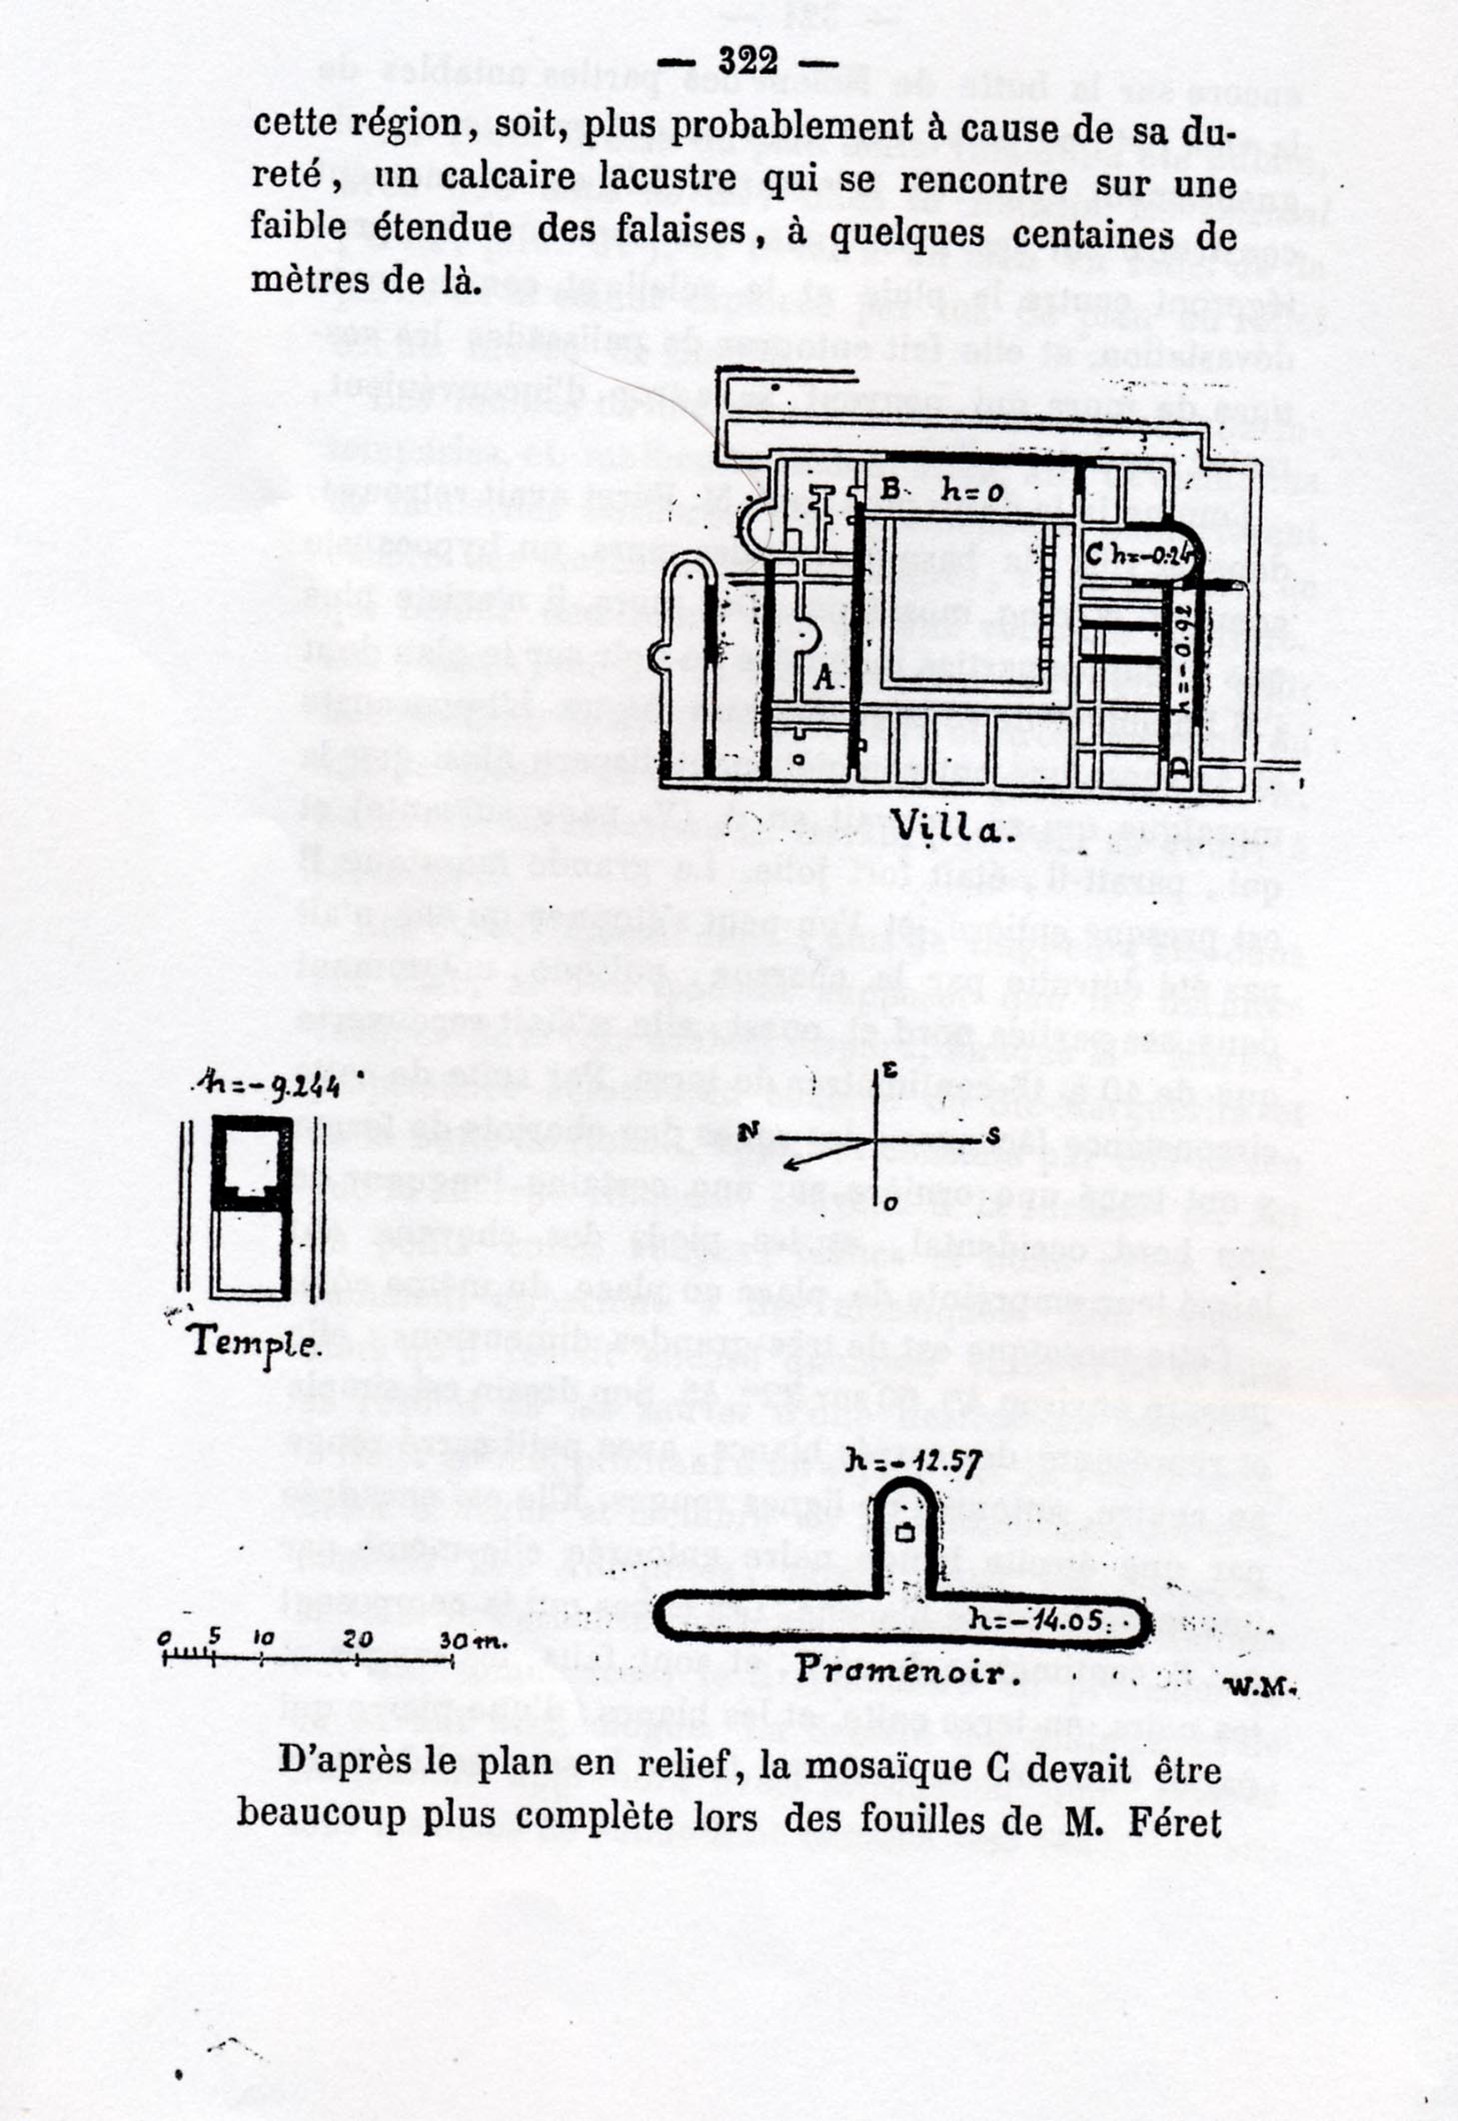 — 322 —
cette région, soit, plus probablement à cause de sa du-
reté, un calcaire lacustre qui se rencontre sur une
faible étendue des falaises, à quelques centaines de
mètres de là.
B h=0
C h=-0.24
A
h=-0.92
D
Villa.
h=-9.244
Temple.
E
N
S
O
h=-12.57
h=-14.05
Promenoir.
0 5 10 20 30 m.
W.M.
D'après le plan en relief, la mosaïque C devait être
beaucoup plus complète lors des fouilles de M. Féret